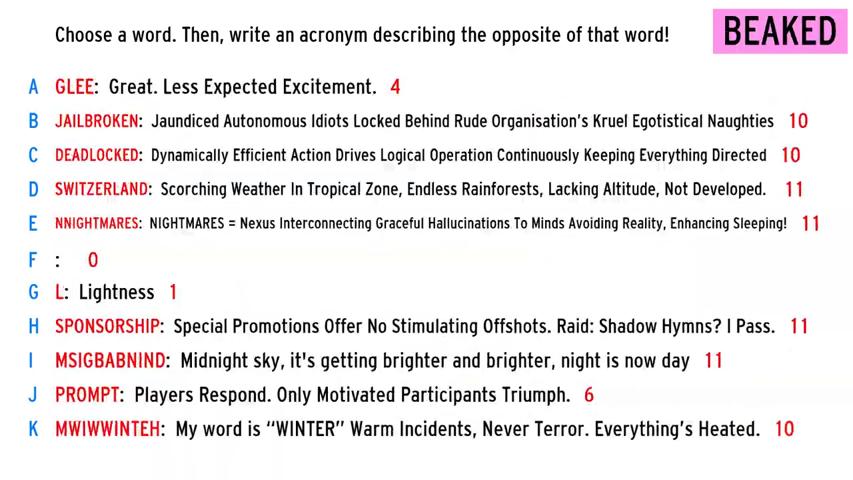 Choose a word. Then, write an acronym describing the opposite of that word!
BEAKED
A GLEE: Great. Less Expected Excitement. 4
B JAILBROKEN: Jaundiced Autonomous Idiots Locked Behind Rude Organisation's Kruel Egotistical Naughties 10
C DEADLOCKED: Dynamically Efficient Action Drives Logical Operation Continuously Keeping Everything Directed 10
D SWITZERLAND: Scorching Weather In Tropical Zone, Endless Rainforests, Lacking Altitude, Not Developed. 11
E NNIGHTMARES: NIGHTMARES = Nexus Interconnecting Graceful Hallucinations To Minds Avoiding Reality, Enhancing Sleeping! 11
F : 0
G L: Lightness 1
H SPONSORSHIP: Special Promotions Offer No Stimulating Offshots. Raid: Shadow Hymns? I Pass. 11
I MSIGBABNIND: Midnight sky, it's getting brighter and brighter, night is now day 11
J PROMPT: Players Respond. Only Motivated Participants Triumph. 6
K MWIWWINTEH: My word is "WINTER" Warm Incidents, Never Terror. Everything's Heated. 10